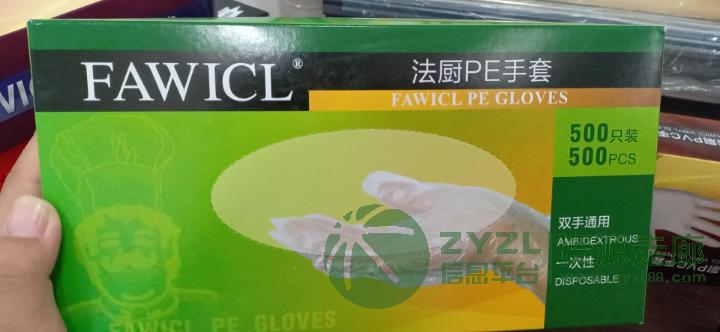 FAWICL®
法厨PE手套
FAWICL PE GLOVES
500只装
500PCS
双手通用
AMBIDEXTROUS
一次性
DISPOSABLE
ZYZL
信息平台
FAWICL PE GLOVES